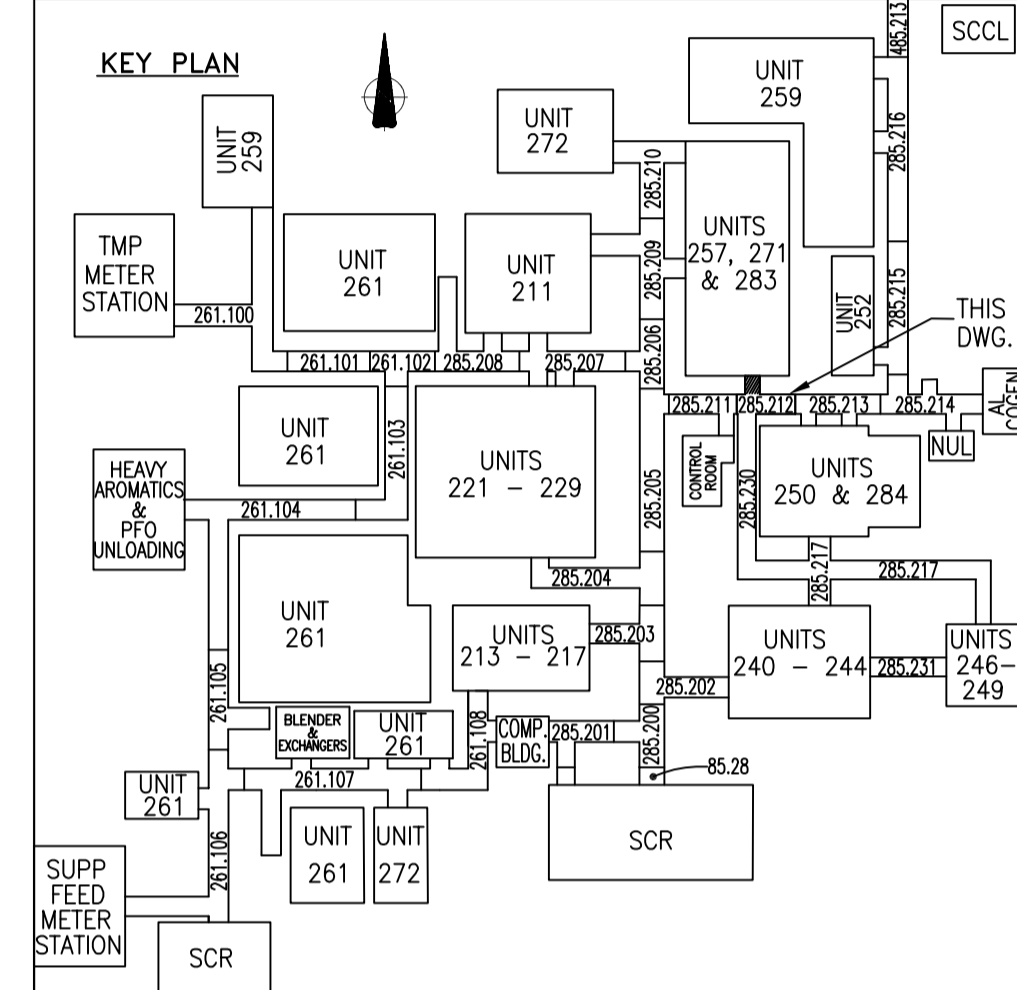 KEY PLAN
485.213
SCCL
UNIT
259
UNIT
272
UNIT
259
285.216
285.210
TMP
METER
STATION
UNIT
261
UNIT
211
UNITS
257, 271
& 283
285.209
UNIT
252
285.215
THIS
DWG.
261.100
285.206
261.101
261.102
285.208
285.207
285.211
285.212
285.213
285.214
AL
COGEN
NUL
UNIT
261
261.103
UNITS
221 - 229
285.205
CONTROL
ROOM
285.230
UNITS
250 & 284
HEAVY
AROMATICS
&
PFO
UNLOADING
261.104
285.204
285.217
285.217
UNIT
261
UNITS
213 - 217
285.203
UNITS
240 - 244
285.231
UNITS
246-
249
261.105
285.202
BLENDER
&
EXCHANGERS
UNIT
261
261.108
COMP.
BLDG.
285.201
285.200
85.28
UNIT
261
261.107
261.106
UNIT
261
UNIT
272
SCR
SUPP
FEED
METER
STATION
SCR